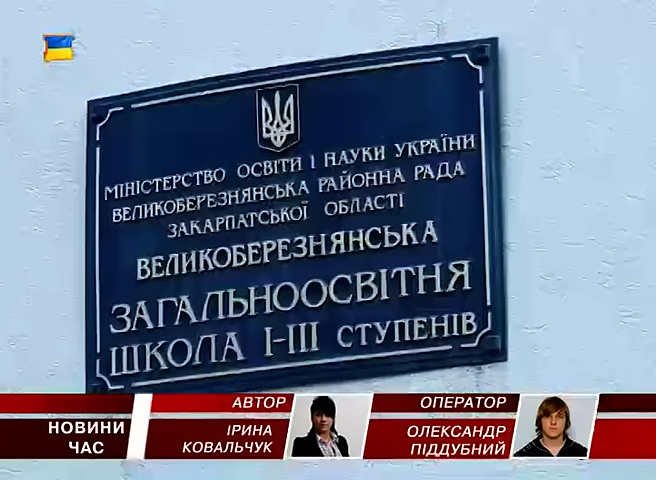 МІНІСТЕРСТВО ОСВІТИ І НАУКИ УКРАЇНИ
ВЕЛИКОБЕРЕЗНЯНСЬКА РАЙОННА РАДА
ЗАКАРПАТСЬКОЇ ОБЛАСТІ
ВЕЛИКОБЕРЕЗНЯНСЬКА
ЗАГАЛЬНООСВІТНЯ
ШКОЛА І-ІІІ СТУПЕНІВ
НОВИНИ
ЧАС
АВТОР
ІРИНА
КОВАЛЬЧУК
ОПЕРАТОР
ОЛЕКСАНДР
ПІДДУБНИЙ